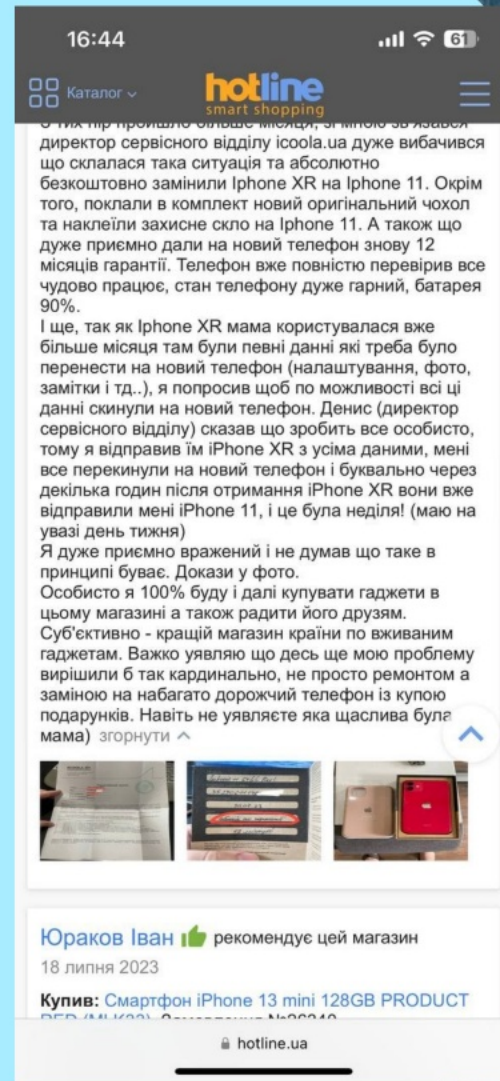 16:44
61
Каталог
hotline
smart shopping
директор сервісного відділу icoola.ua дуже вибачився
що склалася така ситуація та абсолютно
безкоштовно замінили Iphone XR на Iphone 11. Окрім
того, поклали в комплект новий оригінальний чохол
та наклеїли захисне скло на Iphone 11. А також що
дуже приємно дали на новий телефон знову 12
місяців гарантії. Телефон вже повністю перевірив все
чудово працює, стан телефону дуже гарний, батарея
90%.
І ще, так як Iphone XR мама користувалася вже
більше місяця там були певні данні які треба було
перенести на новий телефон (налаштування, фото,
замітки і тд..), я попросив щоб по можливості всі ці
данні скинули на новий телефон. Денис (директор
сервісного відділу) сказав що зробить все особисто,
тому я відправив їм iPhone XR з усіма даними, мені
все перекинули на новий телефон і буквально через
декілька годин після отримання iPhone XR вони вже
відправили мені iPhone 11, і це була неділя! (маю на
увазі день тижня)
Я дуже приємно вражений і не думав що таке в
принципі буває. Докази у фото.
Особисто я 100% буду і далі купувати гаджети в
цьому магазині а також радити його друзям.
Суб'єктивно - кращій магазин країни по вживаним
гаджетам. Важко уявляю що десь ще мою проблему
вирішили б так кардинально, не просто ремонтом а
заміною на набагато дорожчий телефон із купою
подарунків. Навіть не уявляєте яка щаслива була
мама) згорнути
Юраков Іван рекомендує цей магазин
18 липня 2023
Купив: Смартфон iPhone 13 mini 128GB PRODUCT
hotline.ua